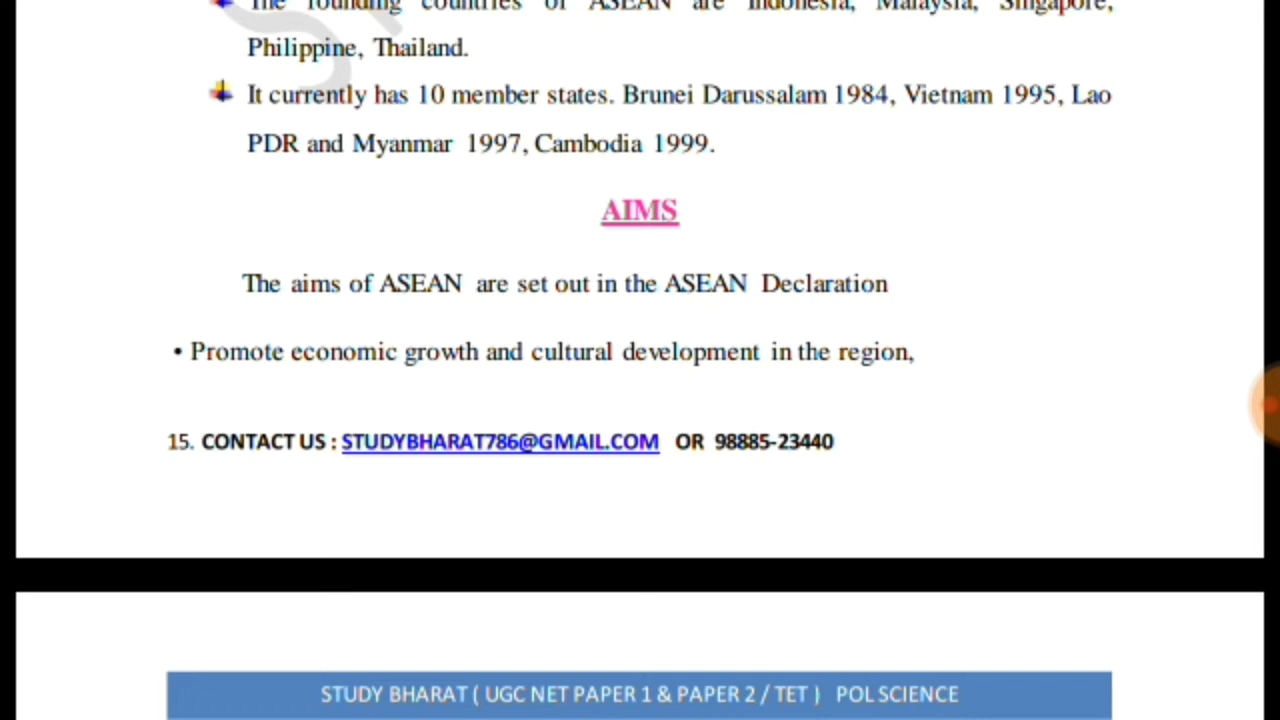 The founding countries of ASEAN are Indonesia, Malaysia, Singapore,
Philippine, Thailand.
It currently has 10 member states. Brunei Darussalam 1984, Vietnam 1995, Lao
PDR and Myanmar 1997, Cambodia 1999.
AIMS
The aims of ASEAN are set out in the ASEAN Declaration
• Promote economic growth and cultural development in the region,
15. CONTACT US : STUDYBHARAT786@GMAIL.COM OR 98885-23440
STUDY BHARAT ( UGC NET PAPER 1 & PAPER 2 / TET ) POL SCIENCE